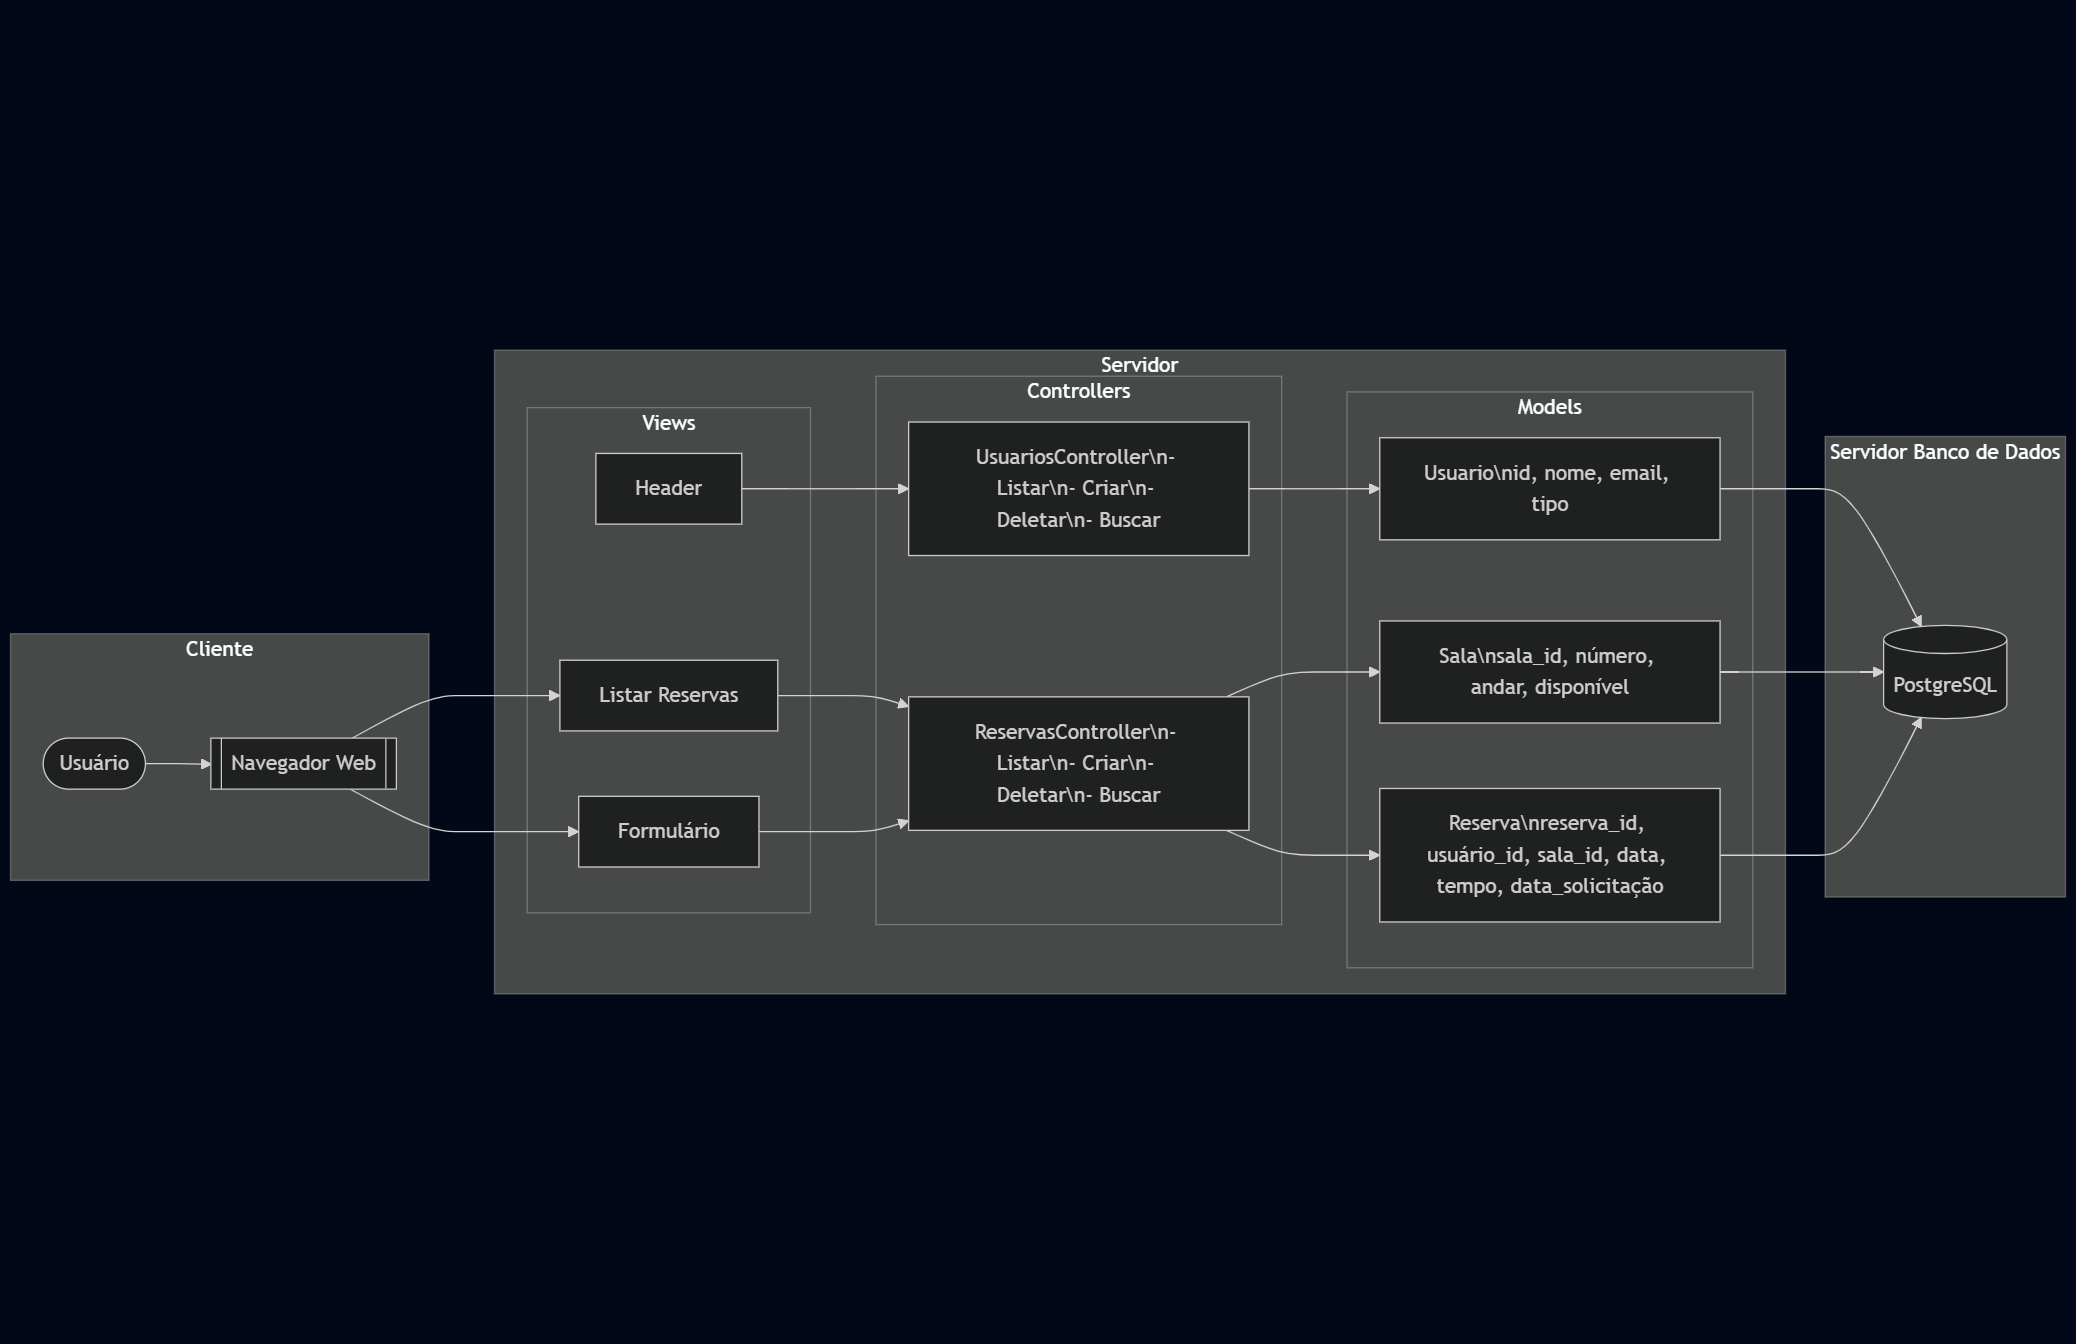 Servidor
Controllers
Models
Views
Servidor Banco de Dados
Cliente
Header
UsuariosController\n-
Listar\n- Criar\n-
Deletar\n- Buscar
Usuario\nid, nome, email,
tipo
Listar Reservas
Sala\nsala_id, número,
andar, disponível
PostgreSQL
Usuário
Navegador Web
ReservasController\n-
Listar\n- Criar\n-
Deletar\n- Buscar
Formulário
Reserva\nreserva_id,
usuário_id, sala_id, data,
tempo, data_solicitação